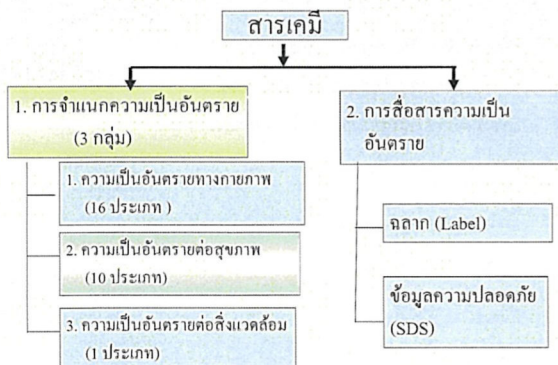 สารเคมี
1. การจำแนกความเป็นอันตราย
(3 กลุ่ม)
1. ความเป็นอันตรายทางกายภาพ
(16 ประเภท )
2. ความเป็นอันตรายต่อสุขภาพ
(10 ประเภท)
3. ความเป็นอันตรายต่อสิ่งแวดล้อม
(1 ประเภท)
2. การสื่อสารความเป็น
อันตราย
ฉลาก (Label)
ข้อมูลความปลอดภัย
(SDS)